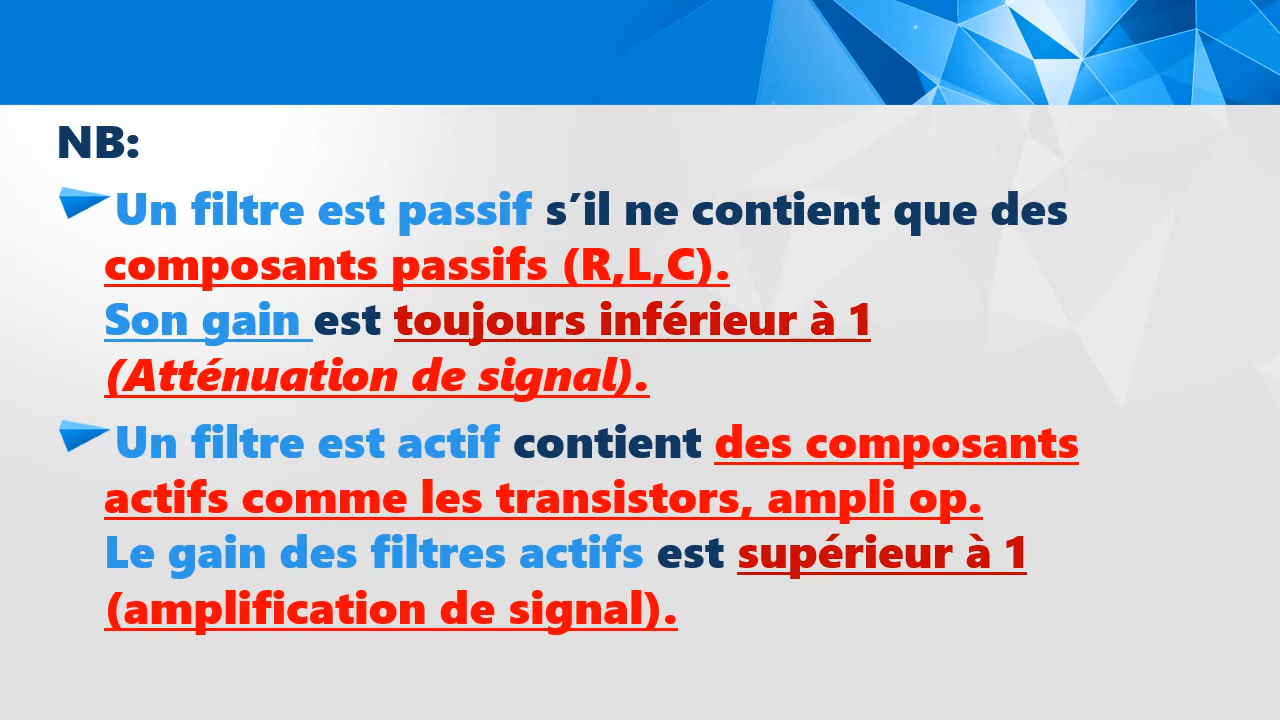 NB:
Un filtre est passif s'il ne contient que des
composants passifs (R,L,C).
Son gain est toujours inférieur à 1
(Atténuation de signal).
Un filtre est actif contient des composants
actifs comme les transistors, ampli op.
Le gain des filtres actifs est supérieur à 1
(amplification de signal).